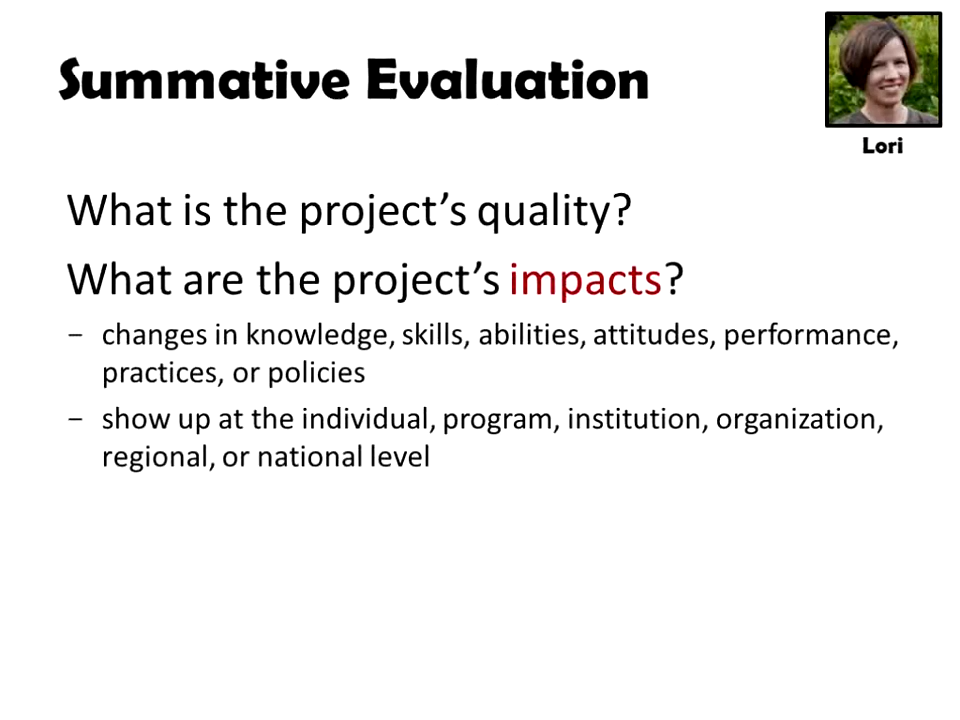 Summative Evaluation
Lori
What is the project’s quality?
What are the project’s impacts?
– changes in knowledge, skills, abilities, attitudes, performance,
practices, or policies
– show up at the individual, program, institution, organization,
regional, or national level